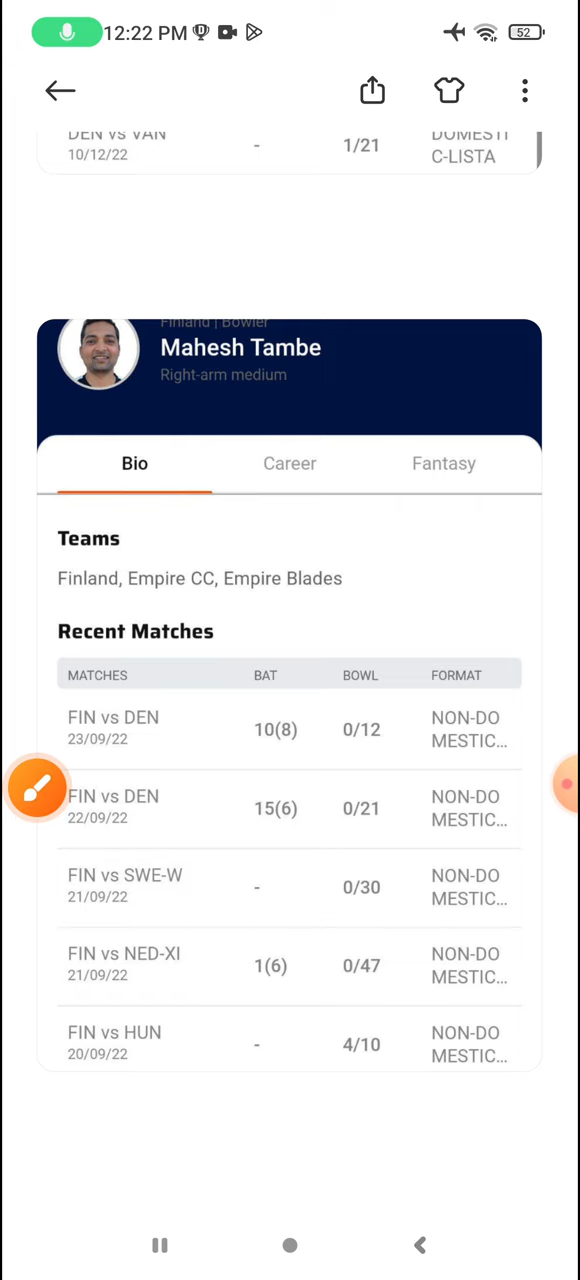 12:22 PM 52
DEN vs VAN
10/12/22 - 1/21 DOMESTI
C-LISTA
Finland | Bowler
Mahesh Tambe
Right-arm medium
Bio Career Fantasy
Teams
Finland, Empire CC, Empire Blades
Recent Matches
MATCHES BAT BOWL FORMAT
FIN vs DEN
23/09/22 10(8) 0/12 NON-DO
MESTIC...
FIN vs DEN
22/09/22 15(6) 0/21 NON-DO
MESTIC...
FIN vs SWE-W
21/09/22 - 0/30 NON-DO
MESTIC...
FIN vs NED-XI
21/09/22 1(6) 0/47 NON-DO
MESTIC...
FIN vs HUN
20/09/22 - 4/10 NON-DO
MESTIC...